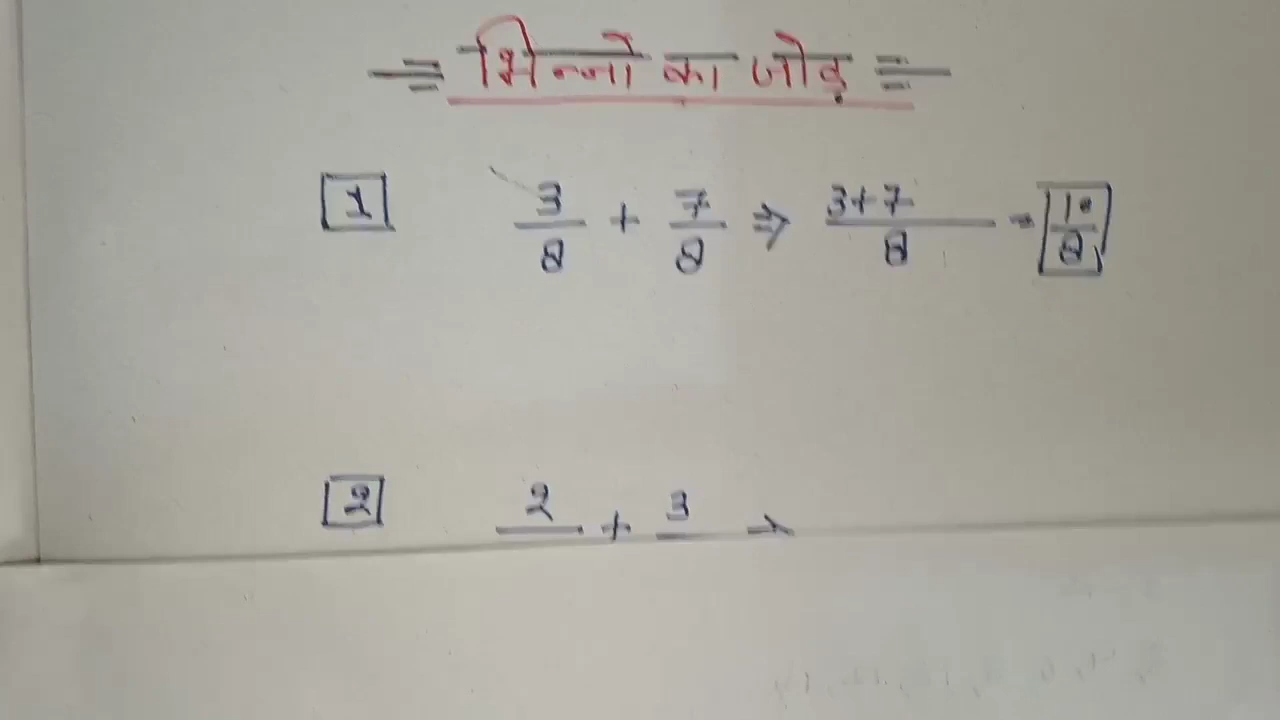 भिन्नों का जोड़
1 3/8 + 7/8 ⇒ 3+7/8 = 10/8
2 2/ + 3/ →